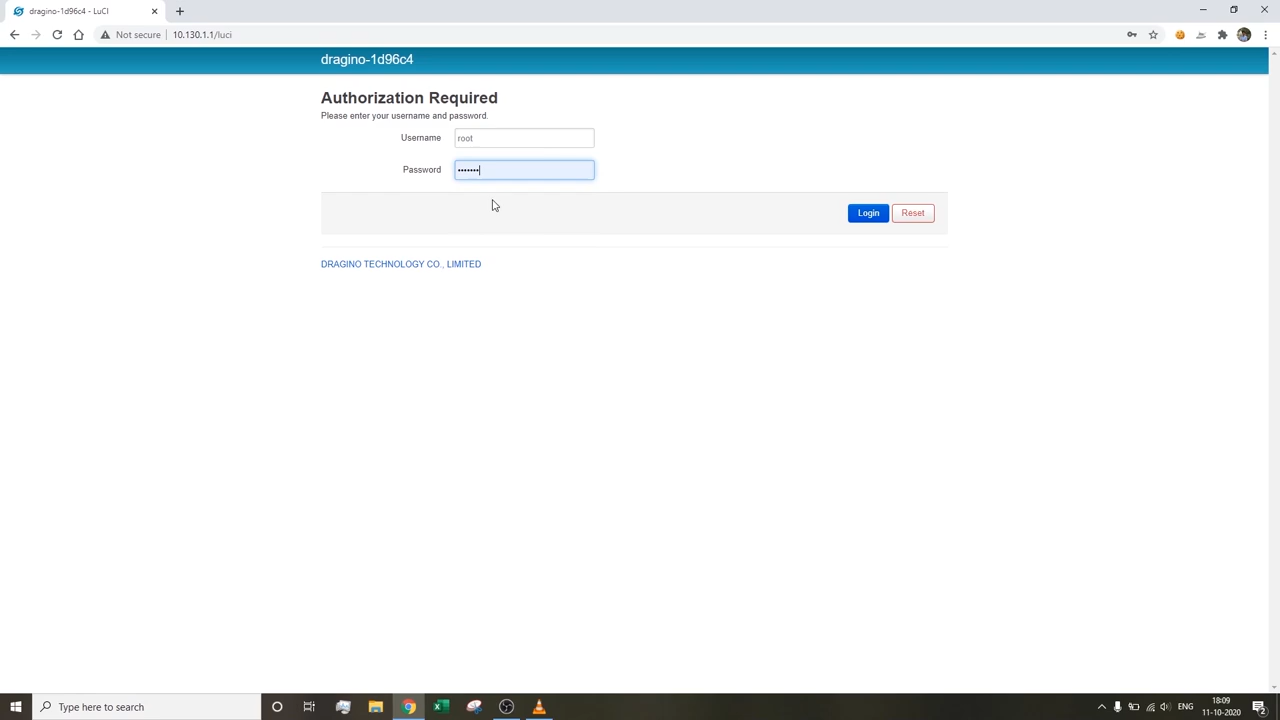 dragino-1d96c4 - LuCI
Not secure
10.130.1.1/luci
dragino-1d96c4
Authorization Required
Please enter your username and password.
Username
root
Password
•••••••
Login
Reset
DRAGINO TECHNOLOGY CO., LIMITED
Type here to search
ENG
18:09
11-10-2020
2